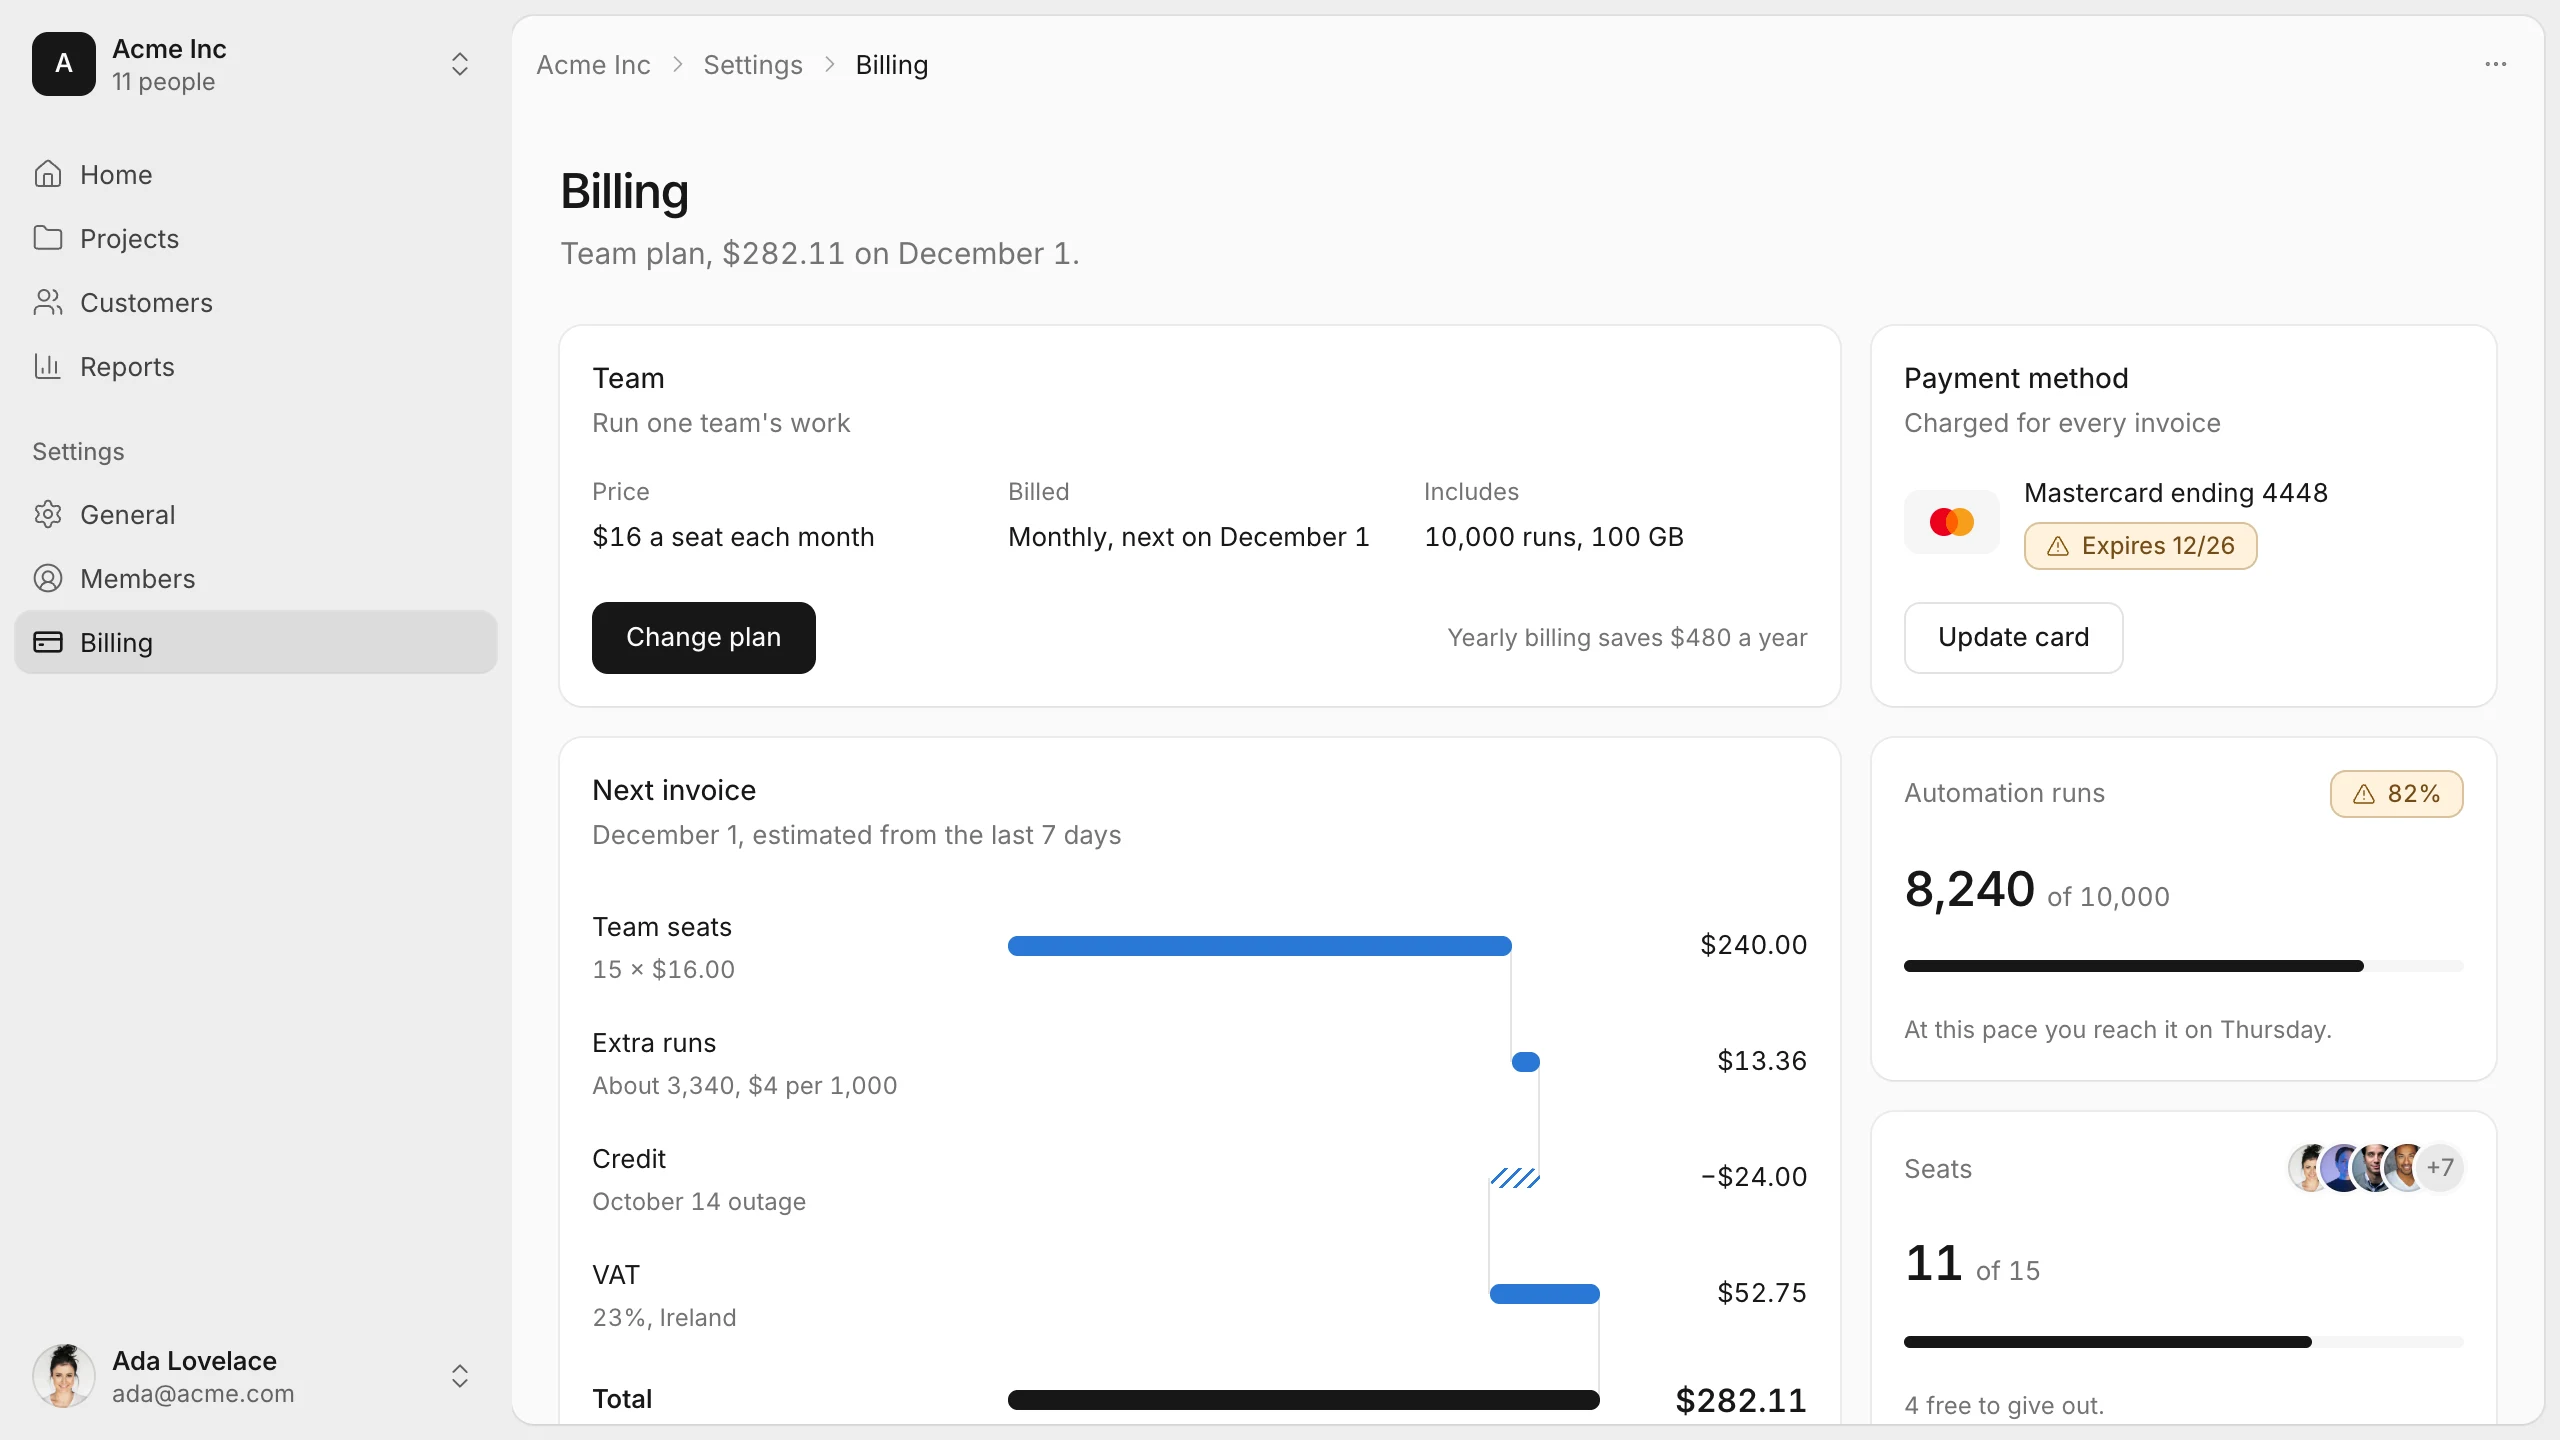 A
Acme Inc
11 people
Home
Projects
Customers
Reports
Settings
General
Members
Billing
Ada Lovelace
ada@acme.com
Acme Inc
Settings
Billing
Billing
Team plan, $282.11 on December 1.
Team
Run one team's work
Price
$16 a seat each month
Billed
Monthly, next on December 1
Includes
10,000 runs, 100 GB
Change plan
Yearly billing saves $480 a year
Payment method
Charged for every invoice
Mastercard ending 4448
Expires 12/26
Update card
Next invoice
December 1, estimated from the last 7 days
Team seats
15 × $16.00
$240.00
Extra runs
About 3,340, $4 per 1,000
$13.36
Credit
October 14 outage
−$24.00
VAT
23%, Ireland
$52.75
Total
$282.11
Automation runs
82%
8,240 of 10,000
At this pace you reach it on Thursday.
Seats
+7
11 of 15
4 free to give out.